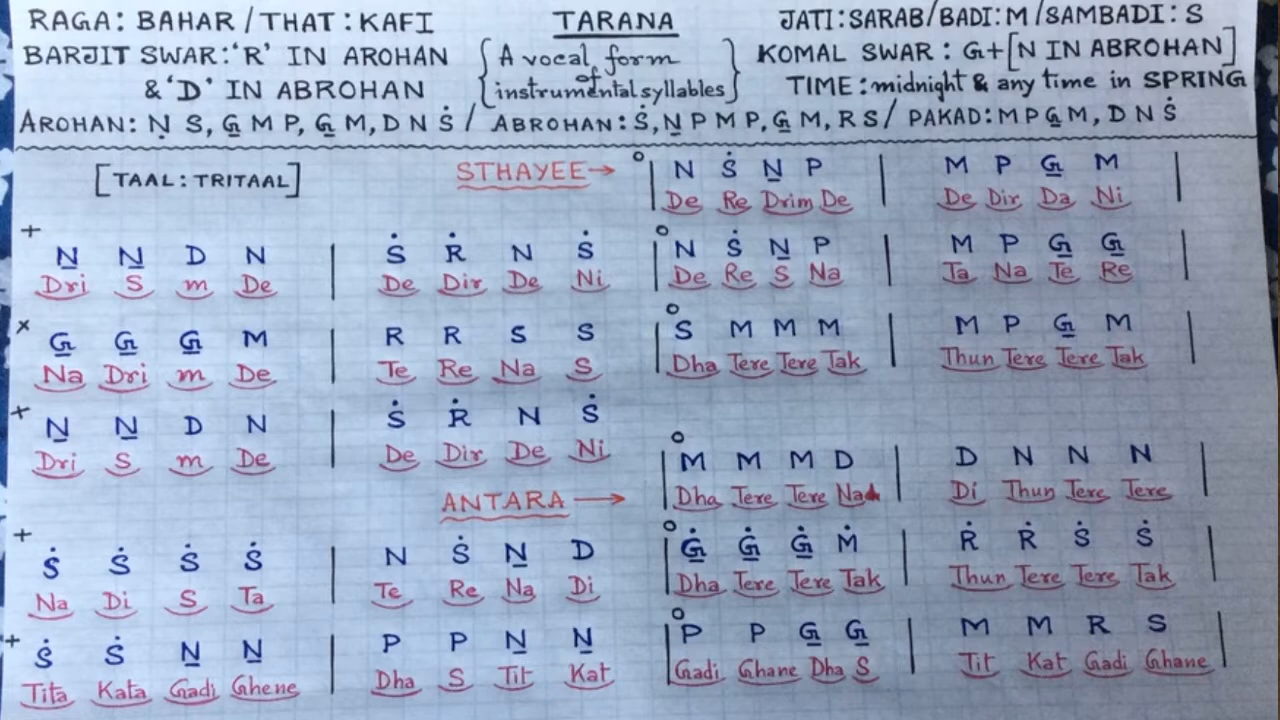 RAGA: BAHAR / THAT: KAFI TARANA JATI: SARAB/BADI: M/SAMBADI: S
BARJIT SWAR: 'R' IN AROHAN {A vocal form KOMAL SWAR: G̲+[N IN ABROHAN]
of
& 'D' IN ABROHAN instrumental syllables} TIME: midnight & any time in SPRING
AROHAN: Ṇ S, G̲ M P, G̲ M, D N Ṡ / ABROHAN: Ṡ, N̲ P M P, G̲ M, R S / PAKAD: M P G̲ M, D N Ṡ
[TAAL: TRITAAL] STHAYEE→ ° | N Ṡ N̲ P | M P G̲ M |
De Re Drim De De Dir Da Ni
+ N̲ N̲ D N | Ṡ Ṙ N Ṡ ° | N Ṡ N̲ P | M P G̲ G̲ |
Dri S m De De Dir De Ni De Re S Na Ta Na Te Re
x G̲ G̲ G̲ M | R R S S ° | S M M M | M P G̲ M |
Na Dri m De Te Re Na S Dha Tere Tere Tak Thun Tere Tere Tak
+ N̲ N̲ D N | Ṡ Ṙ N Ṡ
Dri S m De De Dir De Ni
° | M M M D | D N N N |
ANTARA → Dha Tere Tere Na Di Thun Tere Tere
+ Ṡ Ṡ Ṡ Ṡ | N Ṡ N̲ D ° | Ġ̲ Ġ̲ Ġ̲ Ṁ | Ṙ Ṙ Ṡ Ṡ |
Na Di S Ta Te Re Na Di Dha Tere Tere Tak Thun Tere Tere Tak
+ Ṡ Ṡ N̲ N̲ | P P N̲ N̲ ° | P P G̲ G̲ | M M R S |
Tita Kata Gadi Ghene Dha S Tit Kat Gadi Ghane Dha S Tit Kat Gadi Ghane